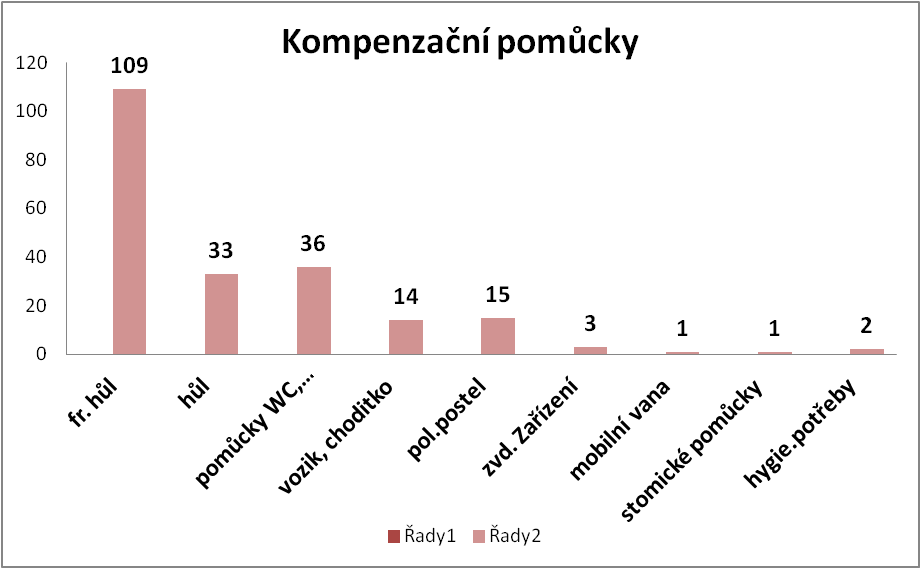 Kompenzační pomůcky
120
100
80
60
40
20
0
109
33
36
14
15
3
1
1
2
fr. hůl
hůl
pomůcky WC,...
vozik, choditko
pol.postel
zvd. Zařízení
mobilní vana
stomické pomůcky
hygie.potřeby
Řady1
Řady2